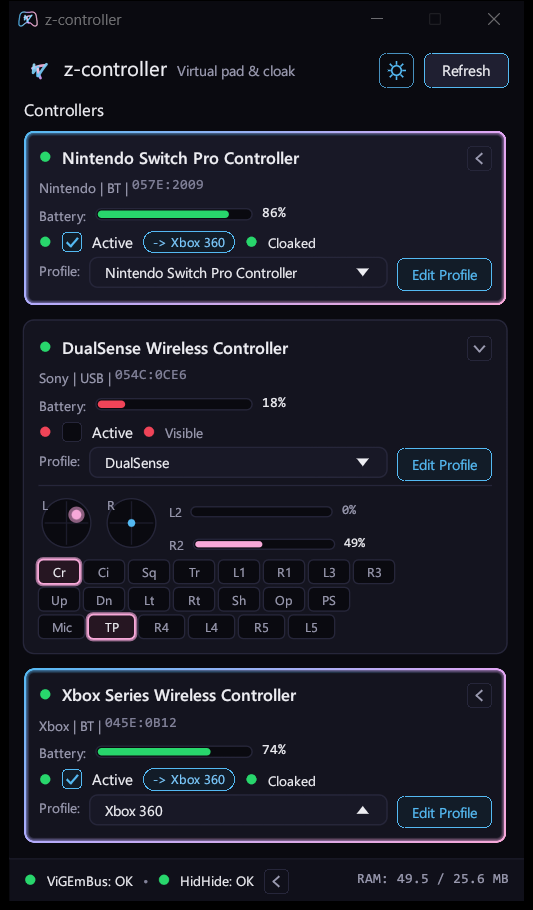 z-controller
z-controller Virtual pad & cloak Refresh
Controllers
Nintendo Switch Pro Controller
Nintendo | BT | 057E:2009
Battery: 86%
Active -> Xbox 360 Cloaked
Profile: Nintendo Switch Pro Controller Edit Profile
DualSense Wireless Controller
Sony | USB | 054C:0CE6
Battery: 18%
Active Visible
Profile: DualSense Edit Profile
L R L2 0%
R2 49%
Cr Ci Sq Tr L1 R1 L3 R3
Up Dn Lt Rt Sh Op PS
Mic TP R4 L4 R5 L5
Xbox Series Wireless Controller
Xbox | BT | 045E:0B12
Battery: 74%
Active -> Xbox 360 Cloaked
Profile: Xbox 360 Edit Profile
ViGEmBus: OK • HidHide: OK RAM: 49.5 / 25.6 MB